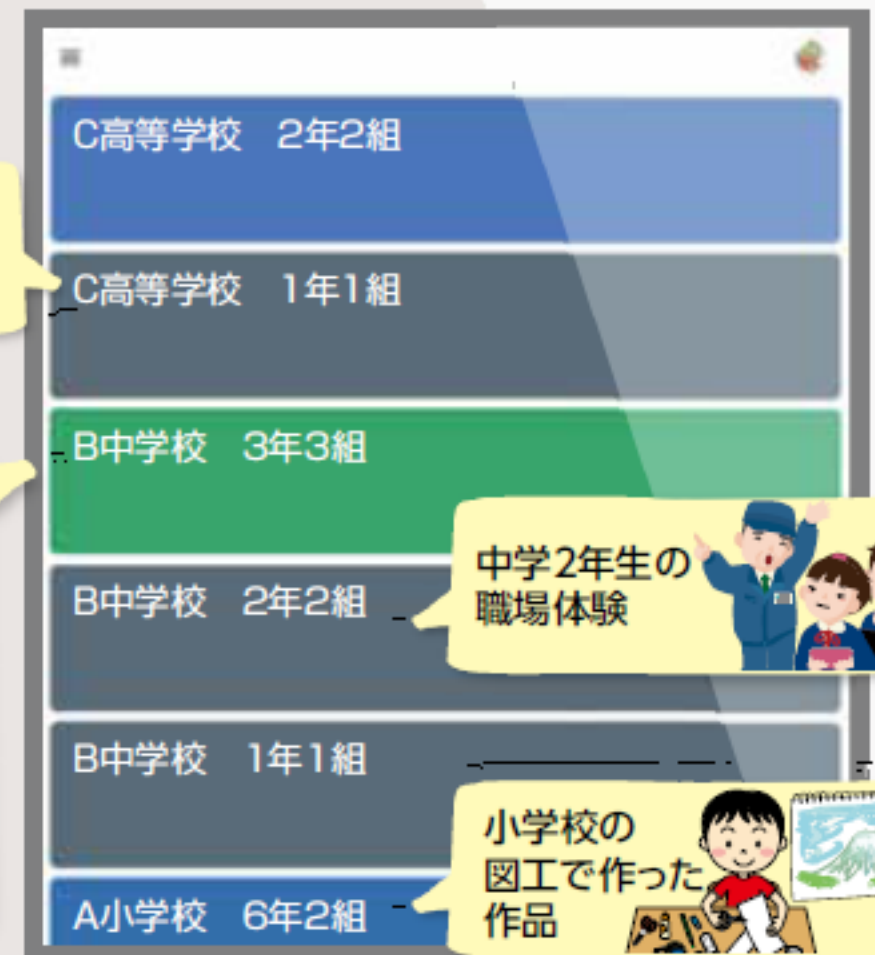 C高等学校　2年2組
C高等学校　1年1組
B中学校　3年3組
B中学校　2年2組
中学2年生の
職場体験
B中学校　1年1組
小学校の
図工で作った
作品
A小学校　6年2組